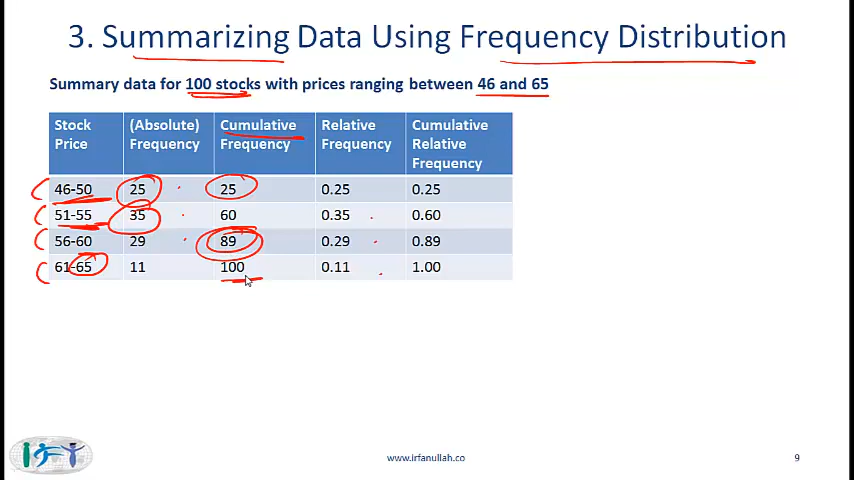 3. Summarizing Data Using Frequency Distribution
Summary data for 100 stocks with prices ranging between 46 and 65
Stock Price (Absolute) Frequency Cumulative Frequency Relative Frequency Cumulative Relative Frequency
46-50 25 25 0.25 0.25
51-55 35 60 0.35 0.60
56-60 29 89 0.29 0.89
61-65 11 100 0.11 1.00
www.irfanullah.co 9